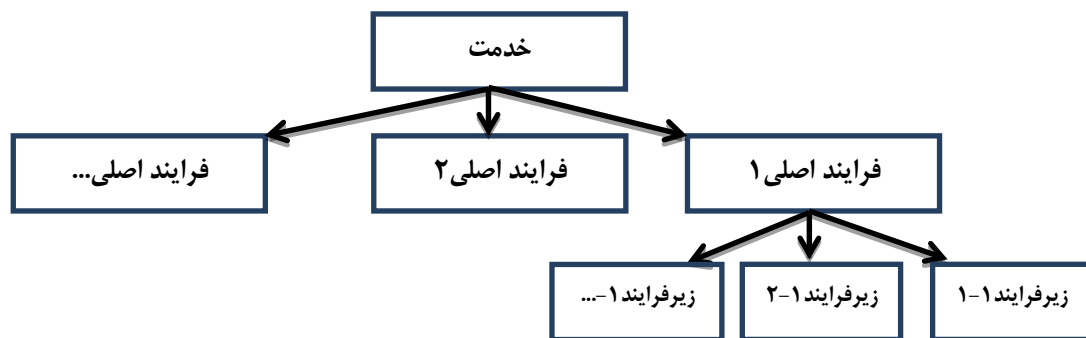 خدمت
فرایند اصلی۱
فرایند اصلی۲
فرایند اصلی...
زیرفرایند۱-۱
زیرفرایند۱-۲
زیرفرایند۱-...